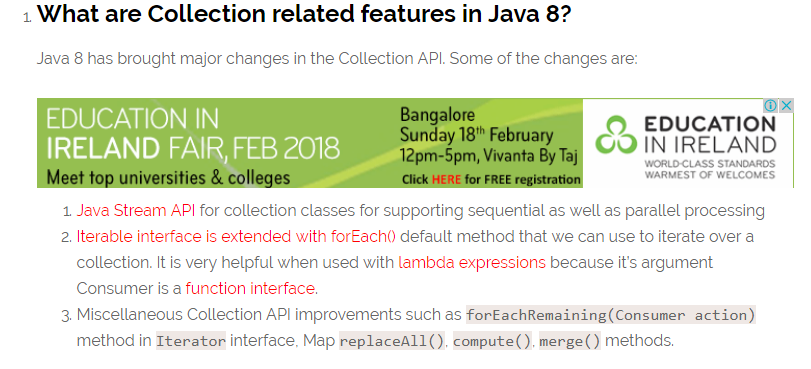 1. What are Collection related features in Java 8?
Java 8 has brought major changes in the Collection API. Some of the changes are:
EDUCATION IN
IRELAND FAIR, FEB 2018
Meet top universities & colleges
Bangalore
Sunday 18th February
12pm-5pm, Vivanta By Taj
Click HERE for FREE registration
EDUCATION
IN IRELAND
WORLD-CLASS STANDARDS
WARMEST OF WELCOMES
1. Java Stream API for collection classes for supporting sequential as well as parallel processing
2. Iterable interface is extended with forEach() default method that we can use to iterate over a
collection. It is very helpful when used with lambda expressions because it's argument
Consumer is a function interface.
3. Miscellaneous Collection API improvements such as forEachRemaining(Consumer action)
method in Iterator interface, Map replaceAll(), compute(), merge() methods.